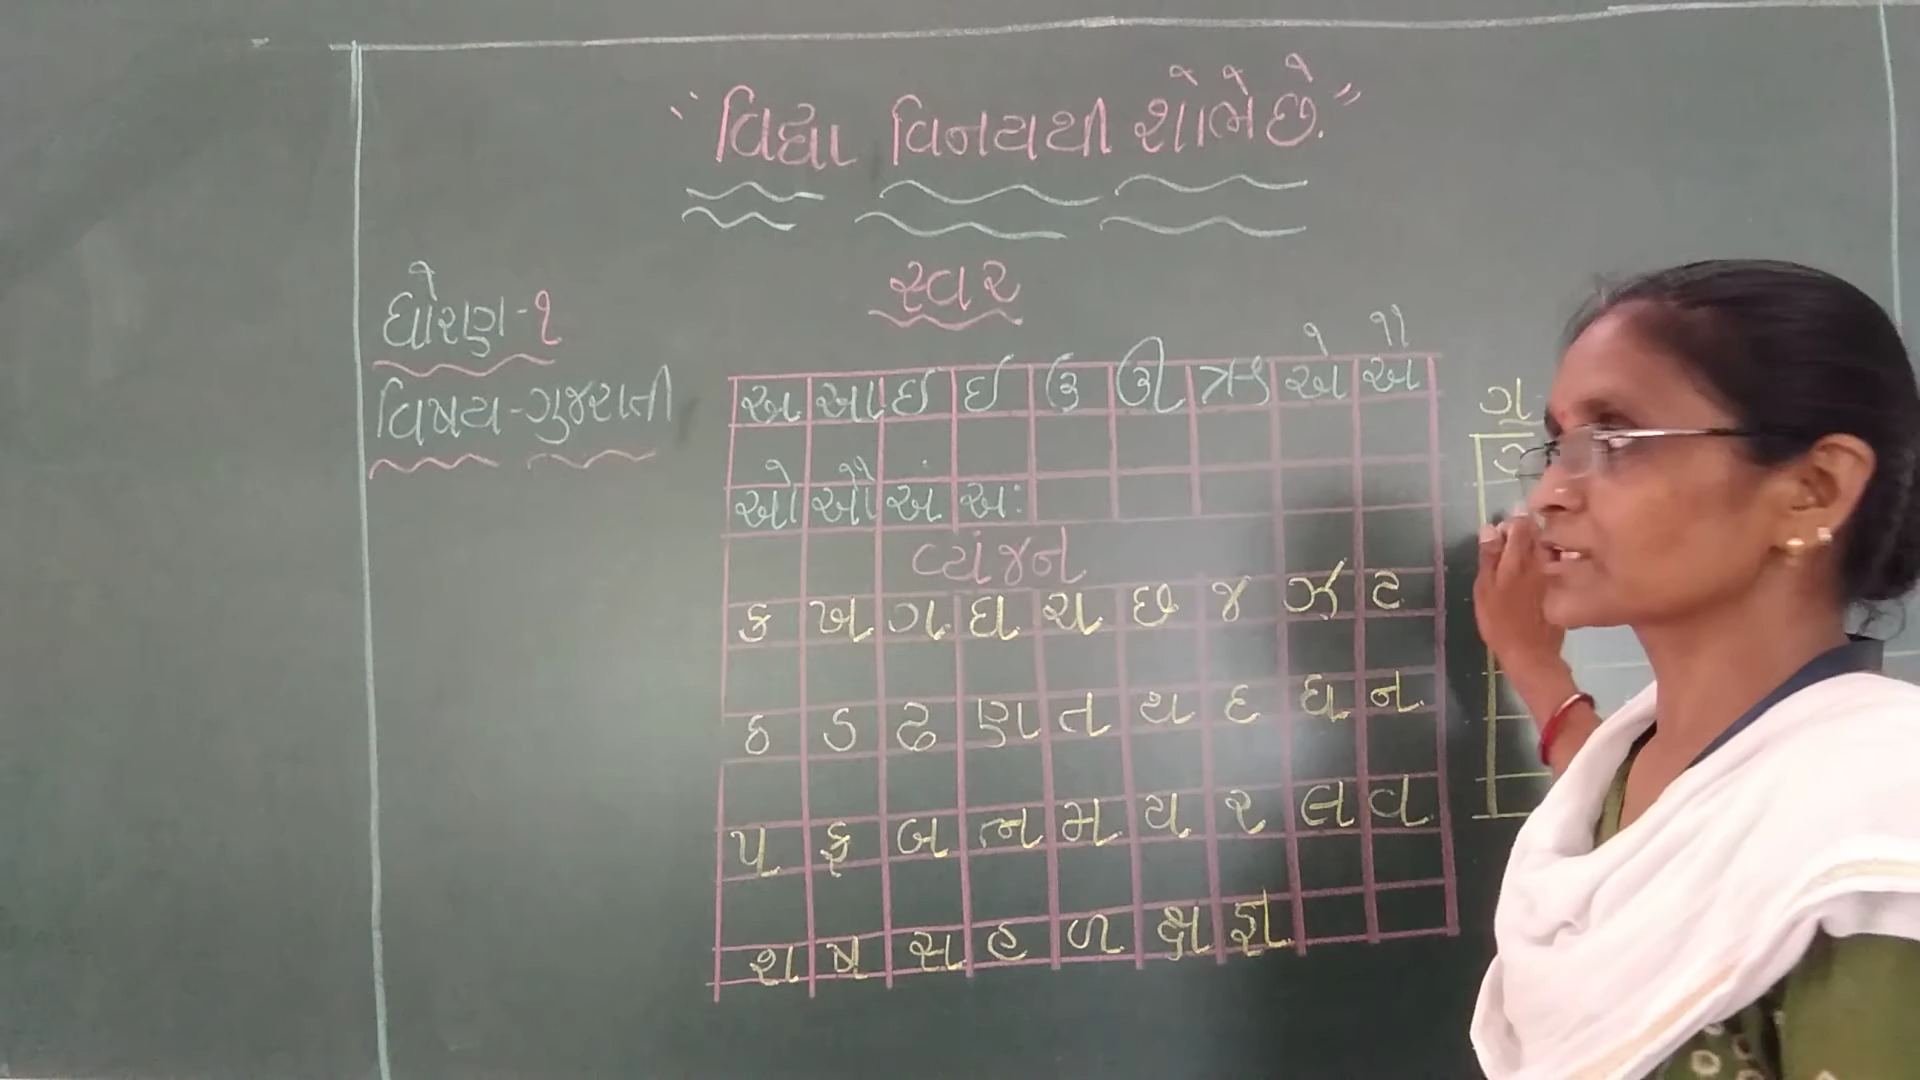 "વિદ્યા વિનયથી શોભે છે."
ધોરણ-૧
વિષય-ગુજરાતી
સ્વર
અ આ ઇ ઈ ઉ ઊ ઋ એ ઐ
ઓ ઔ અં અઃ
વ્યંજન
ક ખ ગ ઘ ચ છ જ ઝ ટ
ઠ ડ ઢ ણ ત થ દ ધ ન
પ ફ બ ભ મ ય ર લ વ
શ ષ સ હ ળ ક્ષ જ્ઞ